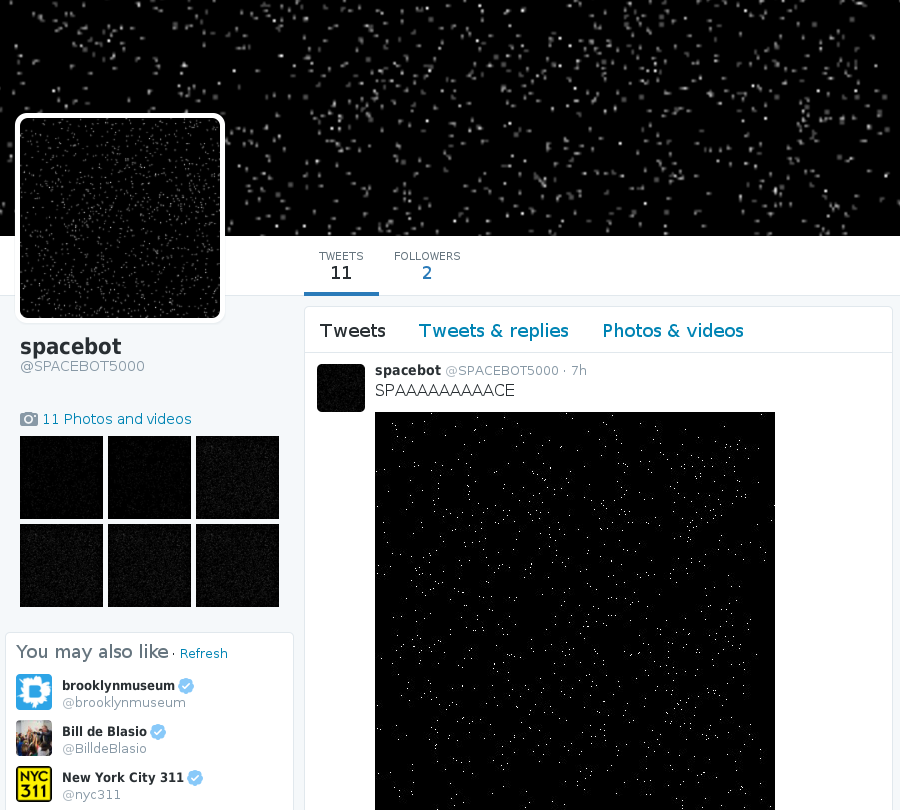 TWEETS
11
FOLLOWERS
2
spacebot
@SPACEBOT5000
11 Photos and videos
You may also like · Refresh
brooklynmuseum
@brooklynmuseum
Bill de Blasio
@BilldeBlasio
NYC
311
New York City 311
@nyc311
Tweets
Tweets & replies
Photos & videos
spacebot @SPACEBOT5000 · 7h
SPAAAAAAAAACE